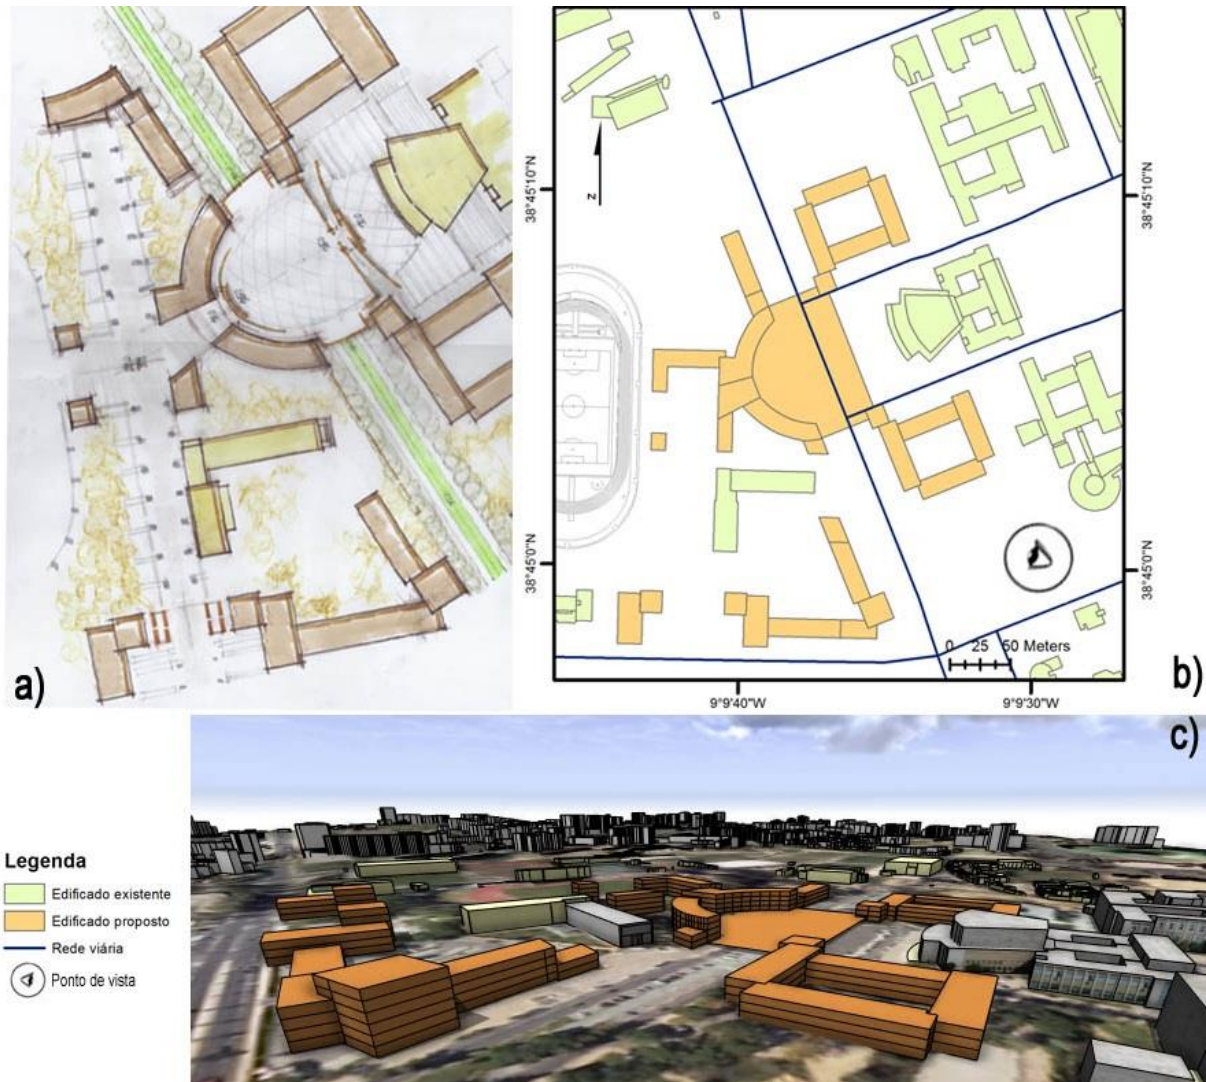 a)
b)
N
38°45'10"N
38°45'10"N
38°45'0"N
38°45'0"N
0 25 50 Meters
9°9'40"W
9°9'30"W
c)
Legenda
Edificado existente
Edificado proposto
Rede viária
Ponto de vista